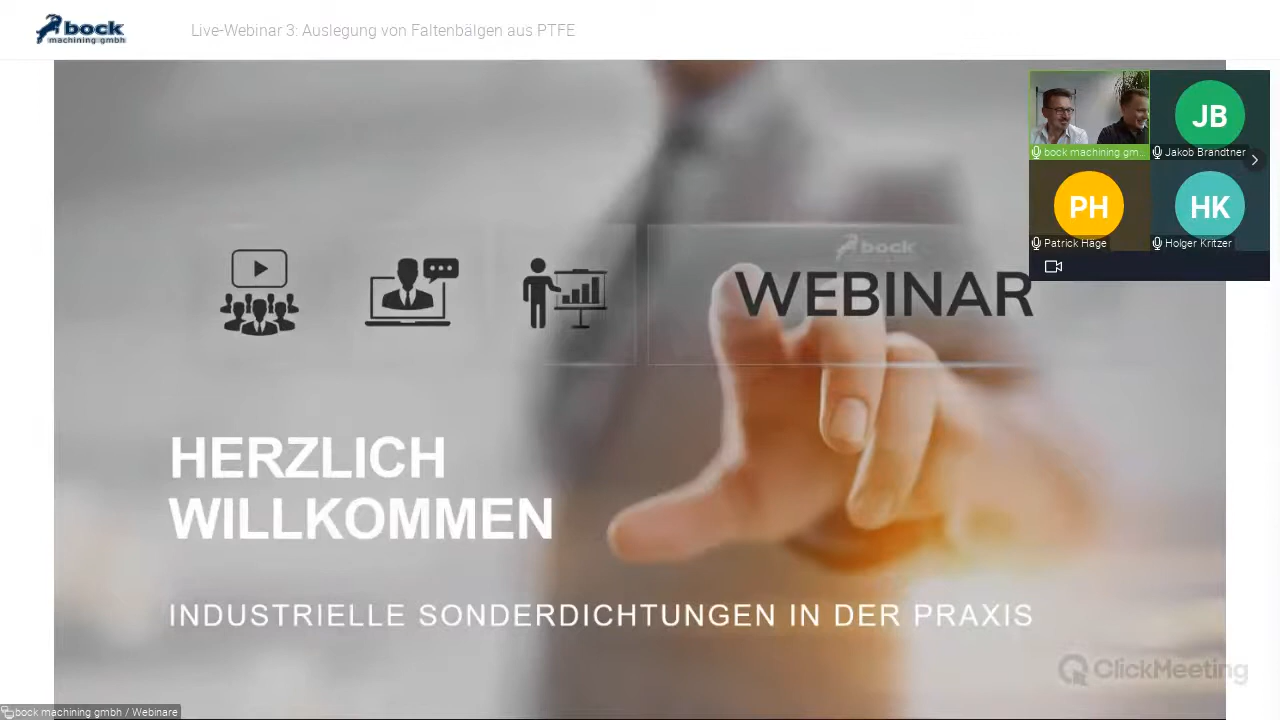 bock
machining gmbh
Live-Webinar 3: Auslegung von Faltenbälgen aus PTFE
bock machining gm...
JB
Jakob Brandtner
PH
Patrick Häge
HK
Holger Kritzer
bock
WEBINAR
HERZLICH
WILLKOMMEN
INDUSTRIELLE SONDERDICHTUNGEN IN DER PRAXIS
ClickMeeting
bock machining gmbh / Webinare